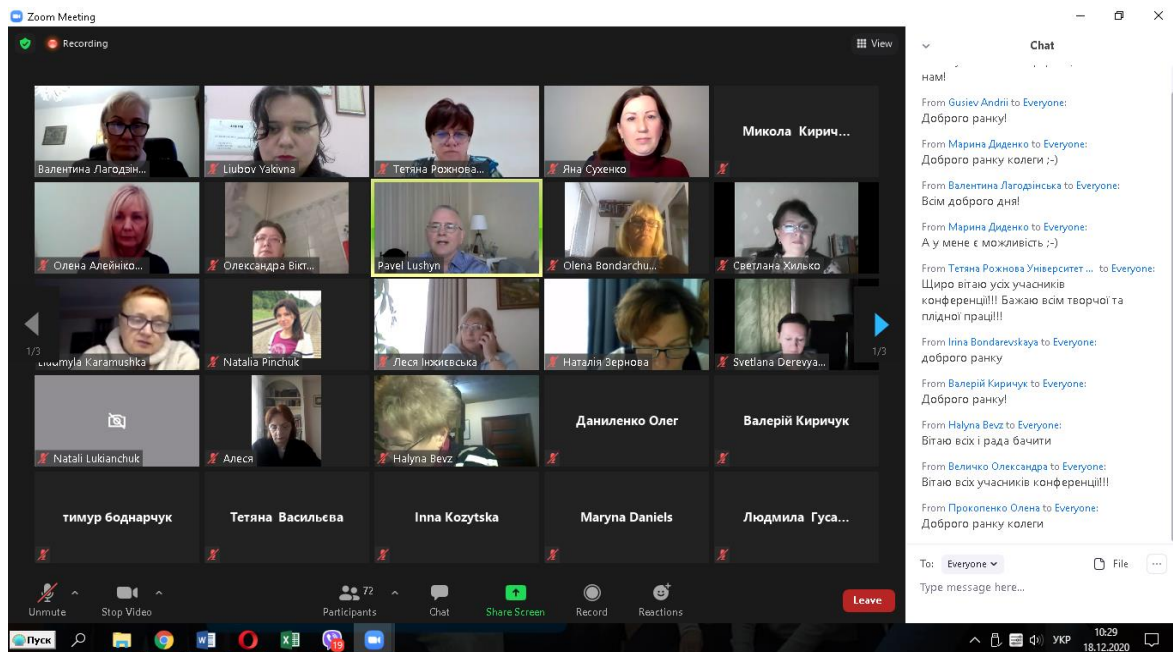 Zoom Meeting
Recording
View
Валентина Лагодзін...
Liubov Yakivna
Тетяна Рожнова...
Яна Сухенко
Микола Кирич...
Олена Алейніко...
Олександра Вікт...
Pavel Lushyn
Olena Bondarchu...
Светлана Хилько
1/3
Karamushka
Natalia Pinchuk
Леся Інжиєвська
Наталія Зернова
Svetlana Derevya...
1/3
Natali Lukianchuk
Алеся
Halyna Bevz
Даниленко Олег
Валерій Киричук
тимур боднарчук
Тетяна Васильєва
Inna Kozytska
Maryna Daniels
Людмила Гуса...
Unmute
Stop Video
72
Participants
Chat
Share Screen
Record
Reactions
Leave
Chat
нам!
From Gusiev Andrii to Everyone:
Доброго ранку!
From Марина Диденко to Everyone:
Доброго ранку колеги ;-)
From Валентина Лагодзінська to Everyone:
Всім доброго дня!
From Марина Диденко to Everyone:
А у мене є можливість ;-)
From Тетяна Рожнова Університет ... to Everyone:
Щиро вітаю усіх учасників
конференції!!! Бажаю всім творчої та
плідної праці!!!
From Irina Bondarevskaya to Everyone:
доброго ранку
From Валерій Киричук to Everyone:
Доброго ранку!
From Halyna Bevz to Everyone:
Вітаю всіх і рада бачити
From Величко Олександра to Everyone:
Вітаю всіх учасників конференції!!!
From Прокопенко Олена to Everyone:
Доброго ранку колеги
To: Everyone
File
Type message here...
Пуск
19
УКР
10:29
18.12.2020